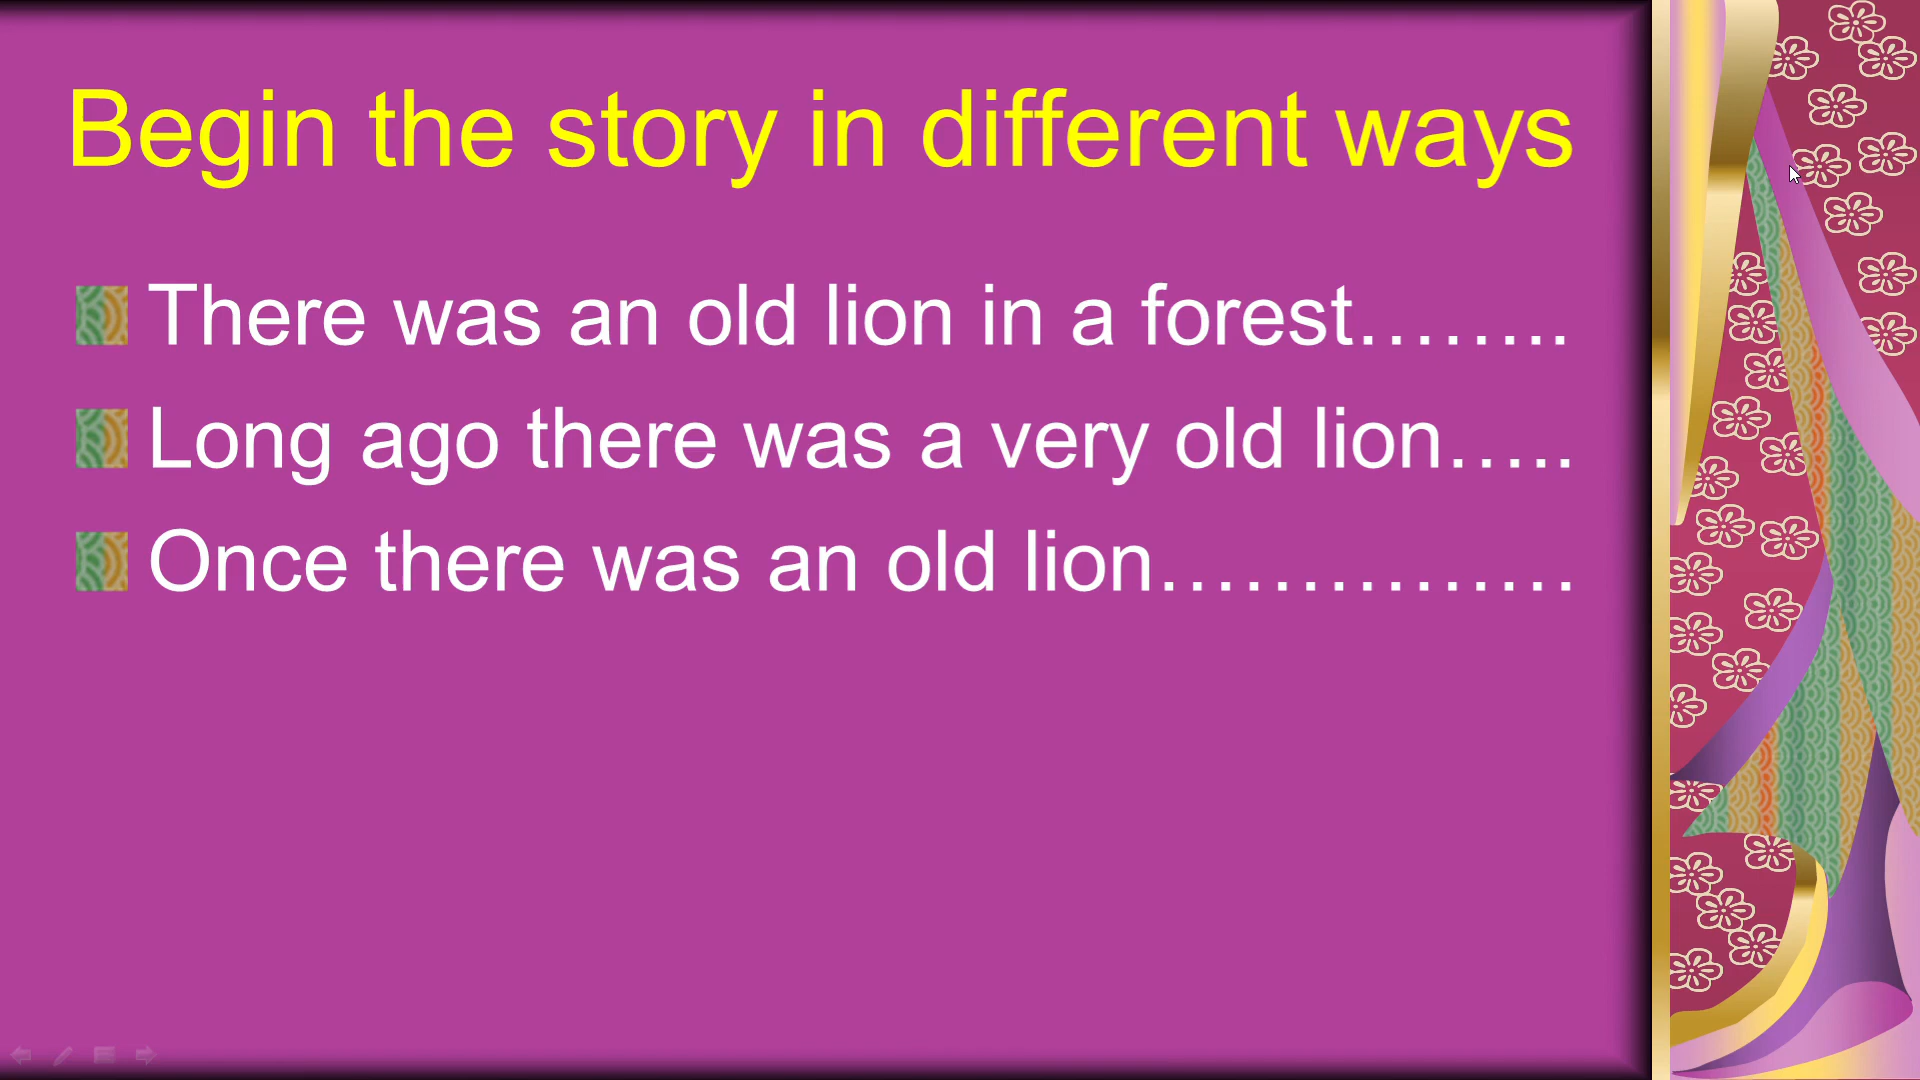 Begin the story in different ways
There was an old lion in a forest……..
Long ago there was a very old lion…..
Once there was an old lion……………